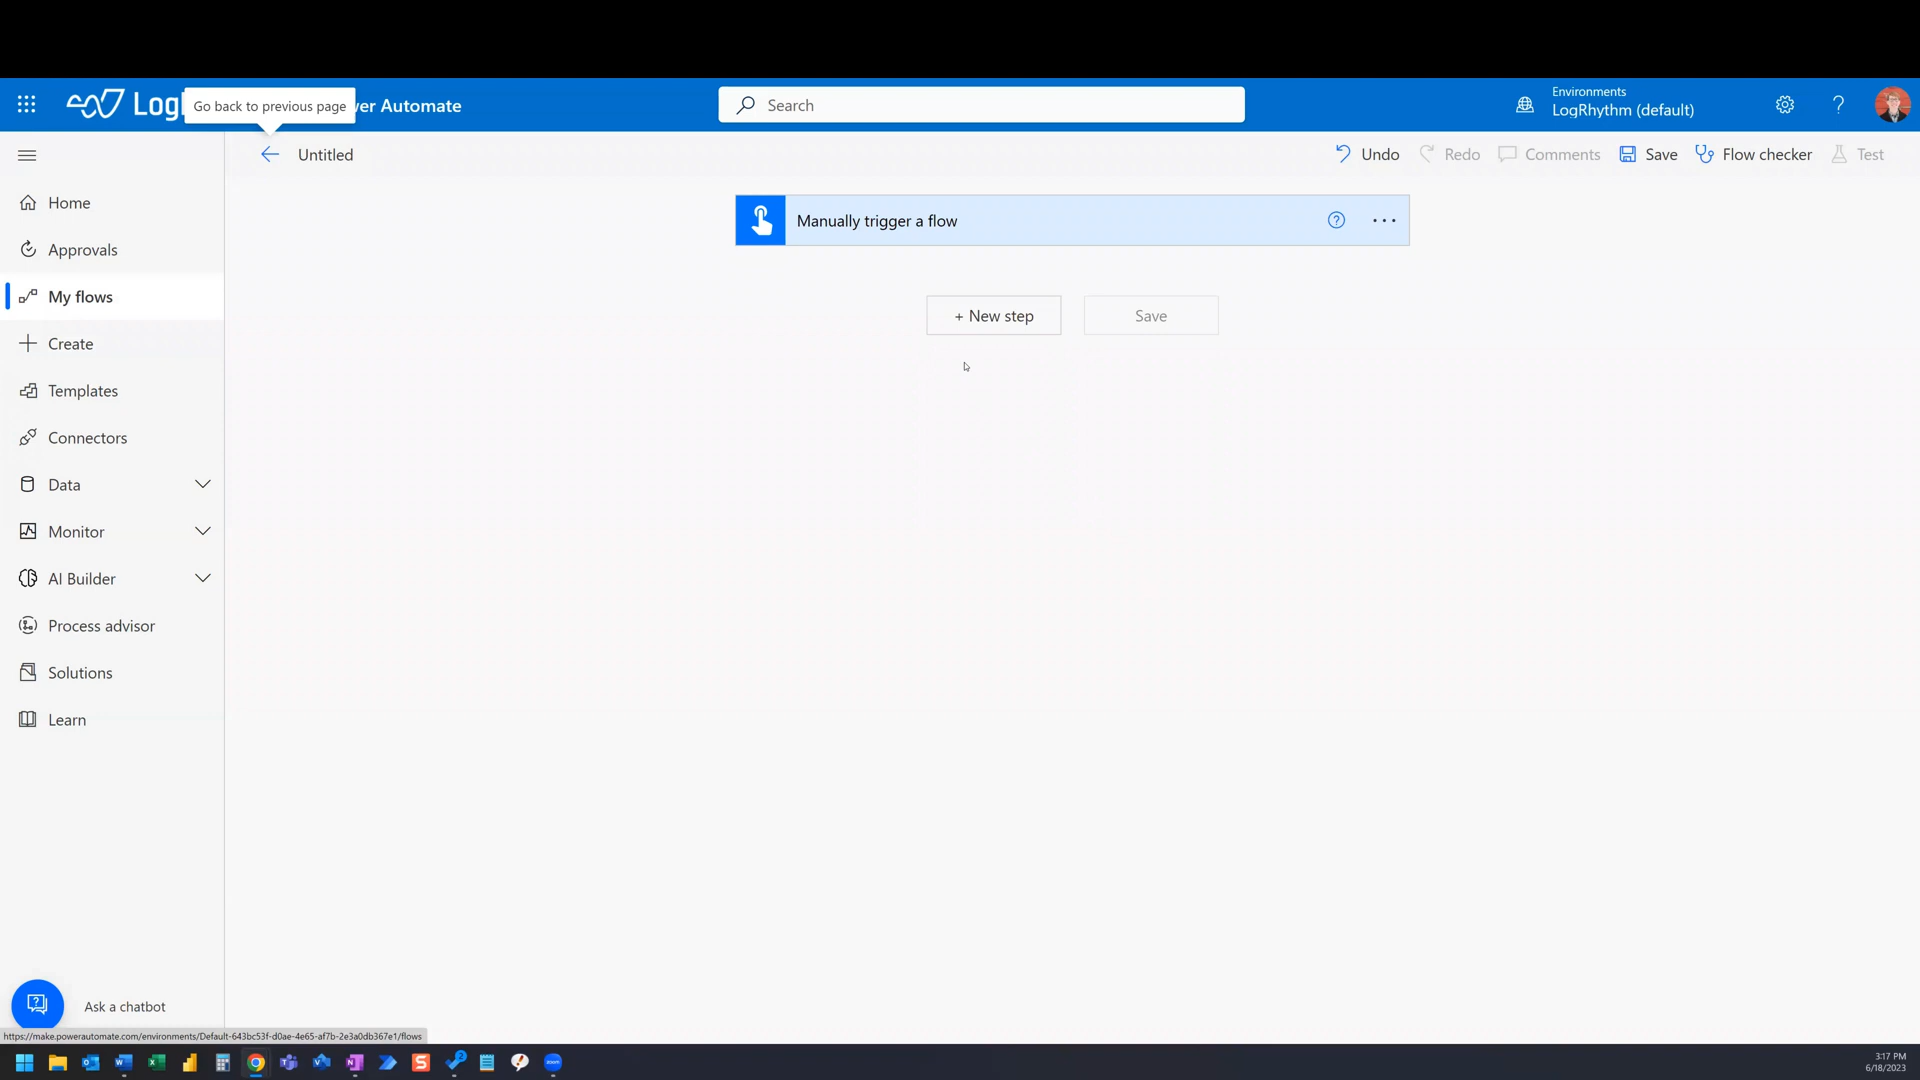 Log
Go back to previous page
er Automate
Search
Environments
LogRhythm (default)
Untitled
Undo
Redo
Comments
Save
Flow checker
Test
Home
Approvals
My flows
Create
Templates
Connectors
Data
Monitor
AI Builder
Process advisor
Solutions
Learn
Manually trigger a flow
+ New step
Save
Ask a chatbot
https://make.powerautomate.com/environments/Default-643bc53f-d0ae-4e65-af7b-2e3a0db367e1/flows
3:17 PM
6/18/2023